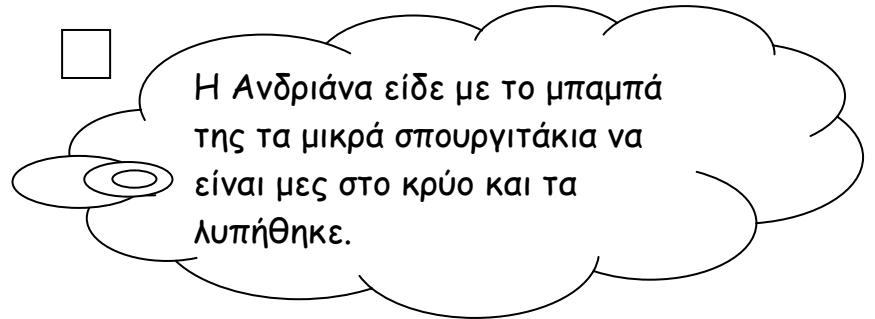 Η Ανδριάνα είδε με το μπαμπά
της τα μικρά σπουργιτάκια να
είναι μες στο κρύο και τα
λυπήθηκε.